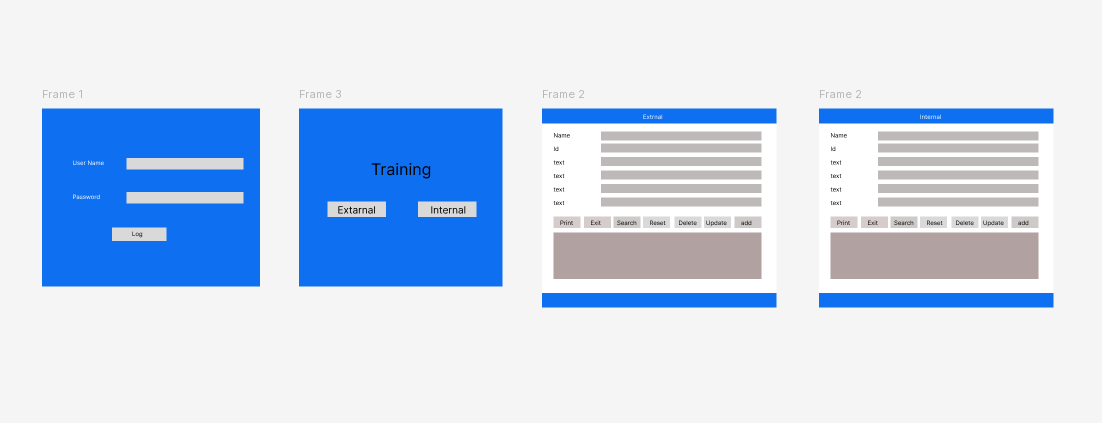 Frame 1
User Name
Password
Log
Frame 3
Training
Extarnal Internal
Frame 2
Extrnal
Name
Id
text
text
text
text
Print Exit Search Reset Delete Update add
Frame 2
Internal
Name
Id
text
text
text
text
Print Exit Search Reset Delete Update add